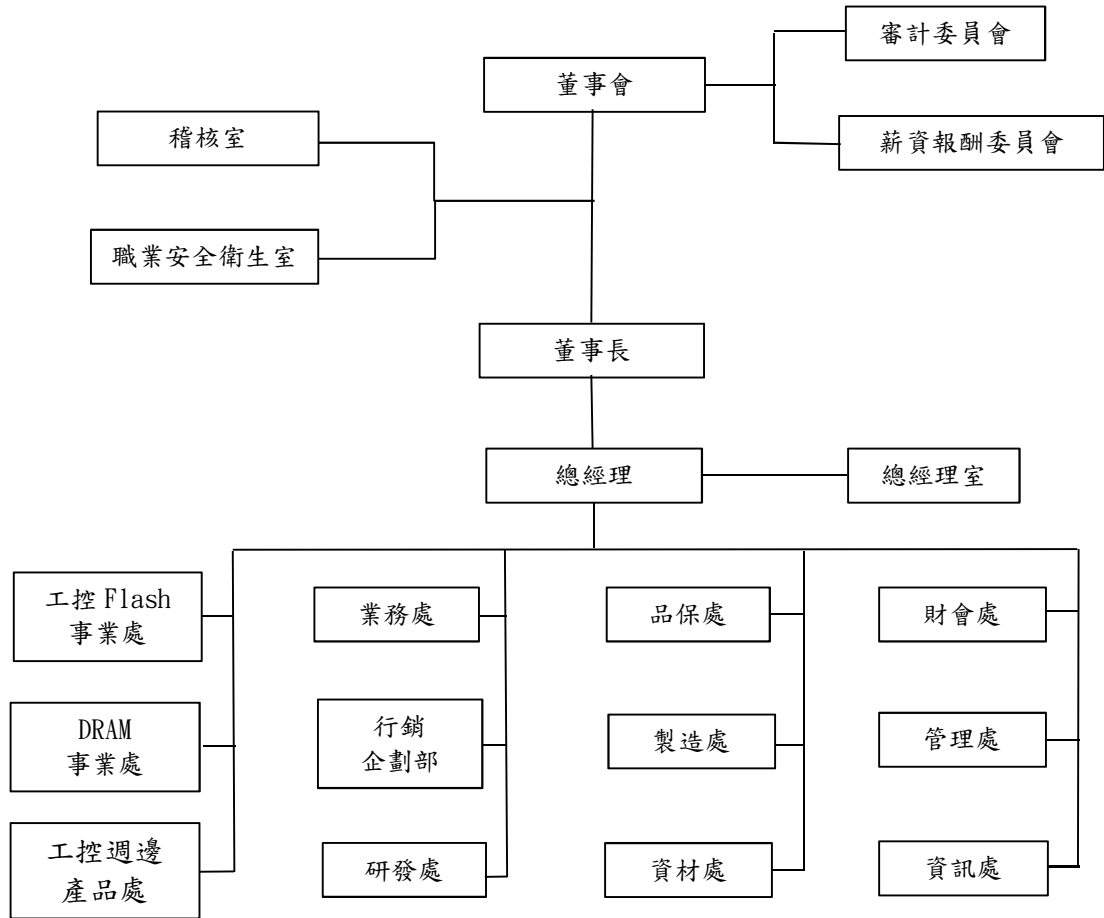 審計委員會
董事會
稽核室
薪資報酬委員會
職業安全衛生室
董事長
總經理
總經理室
工控 Flash
事業處
業務處
品保處
財會處
DRAM
事業處
行銷
企劃部
製造處
管理處
工控週邊
產品處
研發處
資材處
資訊處